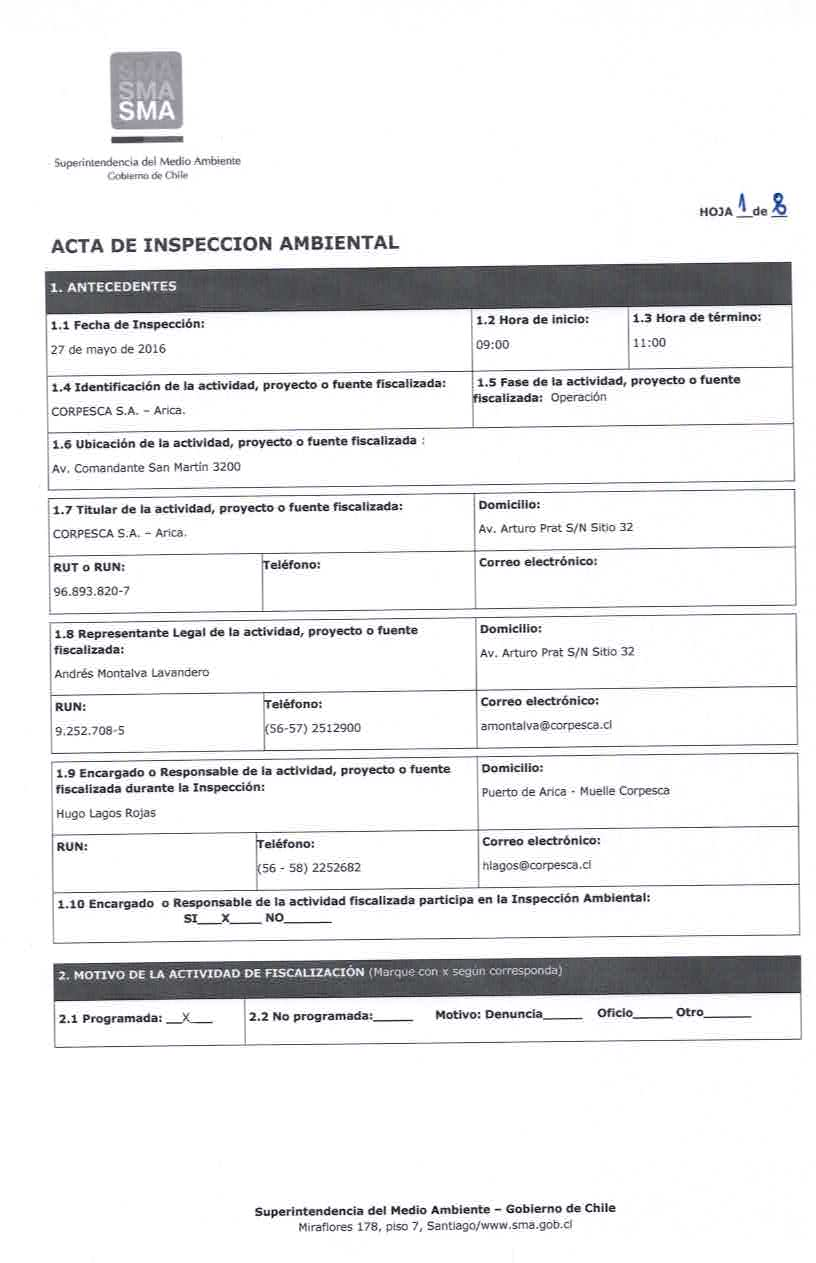 SMA
SMA
SMA
Superintendencia del Medio Ambiente
Gobierno de Chile
HOJA 1 de 8
ACTA DE INSPECCION AMBIENTAL
1. ANTECEDENTES
1.1 Fecha de Inspección:
27 de mayo de 2016
1.2 Hora de inicio:
09:00
1.3 Hora de término:
11:00
1.4 Identificación de la actividad, proyecto o fuente fiscalizada:
CORPESCA S.A. – Arica.
1.5 Fase de la actividad, proyecto o fuente
fiscalizada: Operación
1.6 Ubicación de la actividad, proyecto o fuente fiscalizada :
Av. Comandante San Martín 3200
1.7 Titular de la actividad, proyecto o fuente fiscalizada:
CORPESCA S.A. – Arica.
Domicilio:
Av. Arturo Prat S/N Sitio 32
RUT o RUN:
96.893.820-7
Teléfono:
Correo electrónico:
1.8 Representante Legal de la actividad, proyecto o fuente
fiscalizada:
Andrés Montalva Lavandero
Domicilio:
Av. Arturo Prat S/N Sitio 32
RUN:
9.252.708-5
Teléfono:
(56-57) 2512900
Correo electrónico:
amontalva@corpesca.cl
1.9 Encargado o Responsable de la actividad, proyecto o fuente
fiscalizada durante la Inspección:
Hugo Lagos Rojas
Domicilio:
Puerto de Arica - Muelle Corpesca
RUN:
Teléfono:
(56 - 58) 2252682
Correo electrónico:
hlagos@corpesca.cl
1.10 Encargado o Responsable de la actividad fiscalizada participa en la Inspección Ambiental:
SI___X____ NO_______
2. MOTIVO DE LA ACTIVIDAD DE FISCALIZACIÓN (Marque con x según corresponda)
2.1 Programada: __X___
2.2 No programada:______ Motivo: Denuncia______ Oficio______ Otro_______
Superintendencia del Medio Ambiente – Gobierno de Chile
Miraflores 178, piso 7, Santiago/www.sma.gob.cl